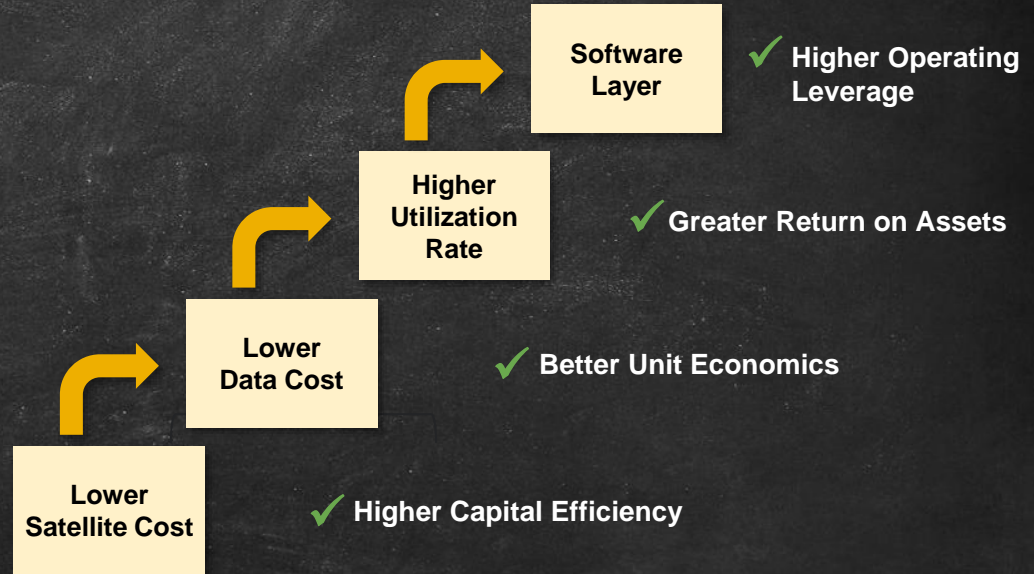 Software
Layer
Higher Operating
Leverage
Higher
Utilization
Rate
Greater Return on Assets
Lower
Data Cost
Better Unit Economics
Lower
Satellite Cost
Higher Capital Efficiency